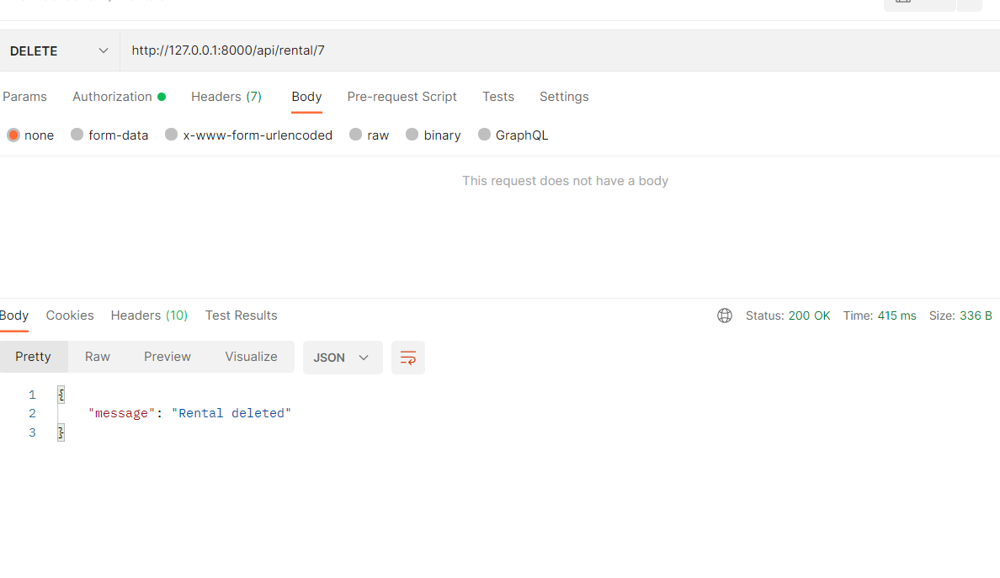 DELETE http://127.0.0.1:8000/api/rental/7
Params Authorization Headers (7) Body Pre-request Script Tests Settings
none form-data x-www-form-urlencoded raw binary GraphQL
This request does not have a body
Body Cookies Headers (10) Test Results Status: 200 OK Time: 415 ms Size: 336 B
Pretty Raw Preview Visualize JSON
1 {
2 "message": "Rental deleted"
3 }